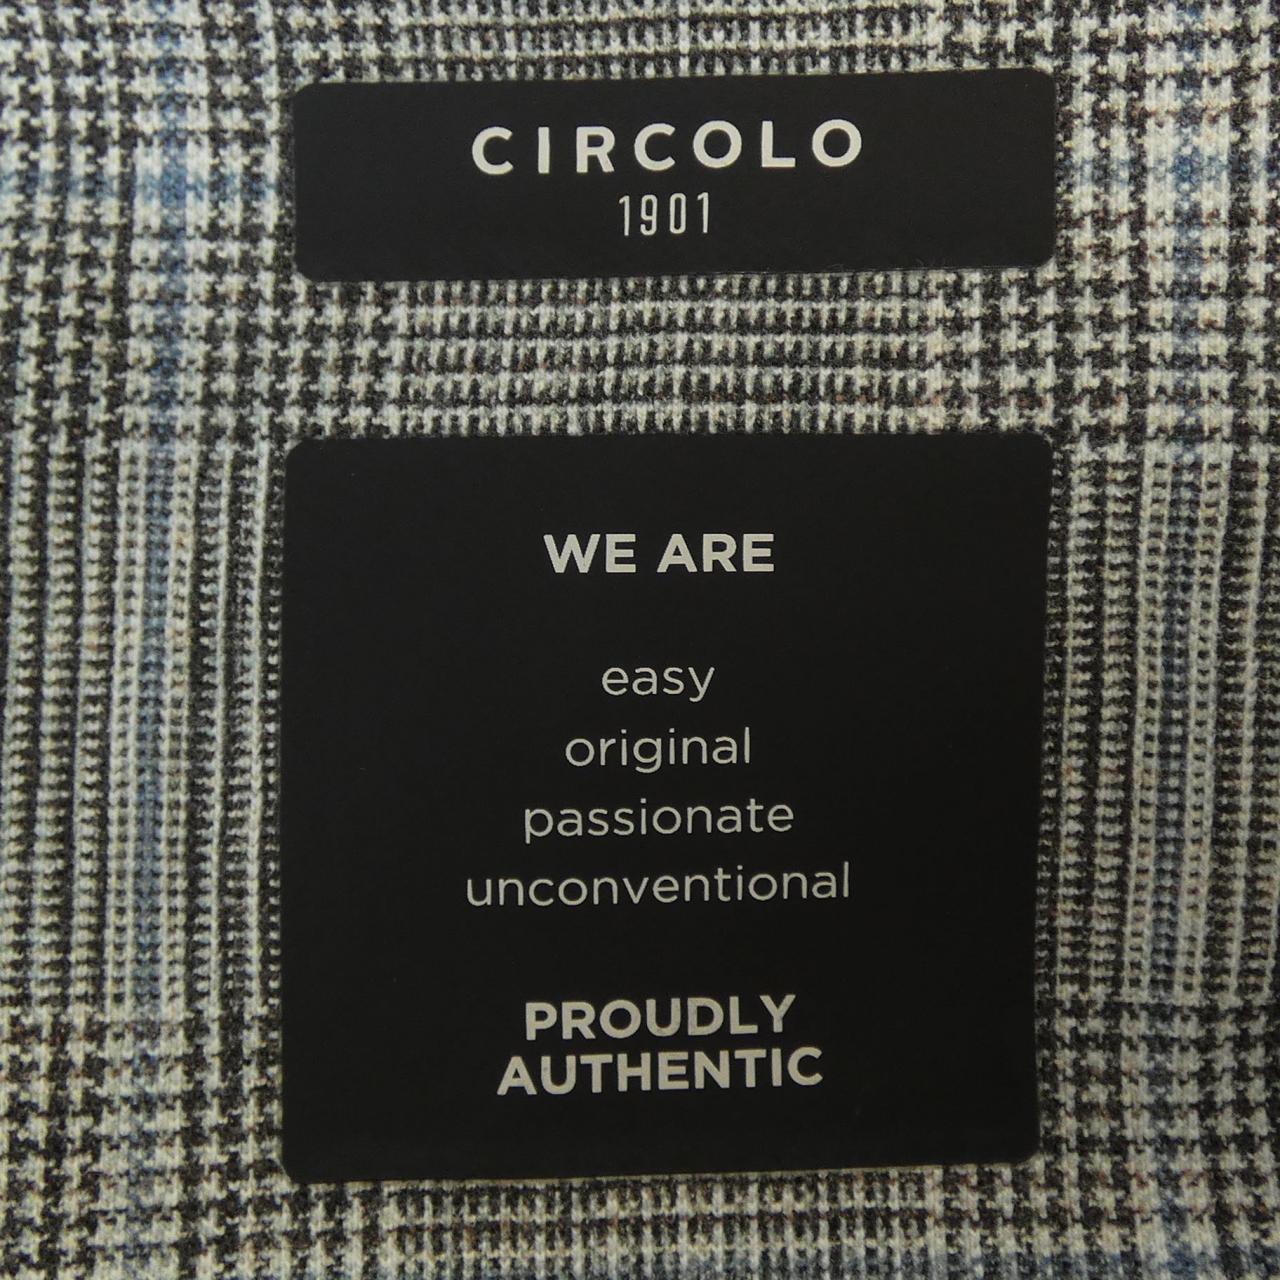 CIRCOLO
1901
WE ARE
easy
original
passionate
unconventional
PROUDLY
AUTHENTIC